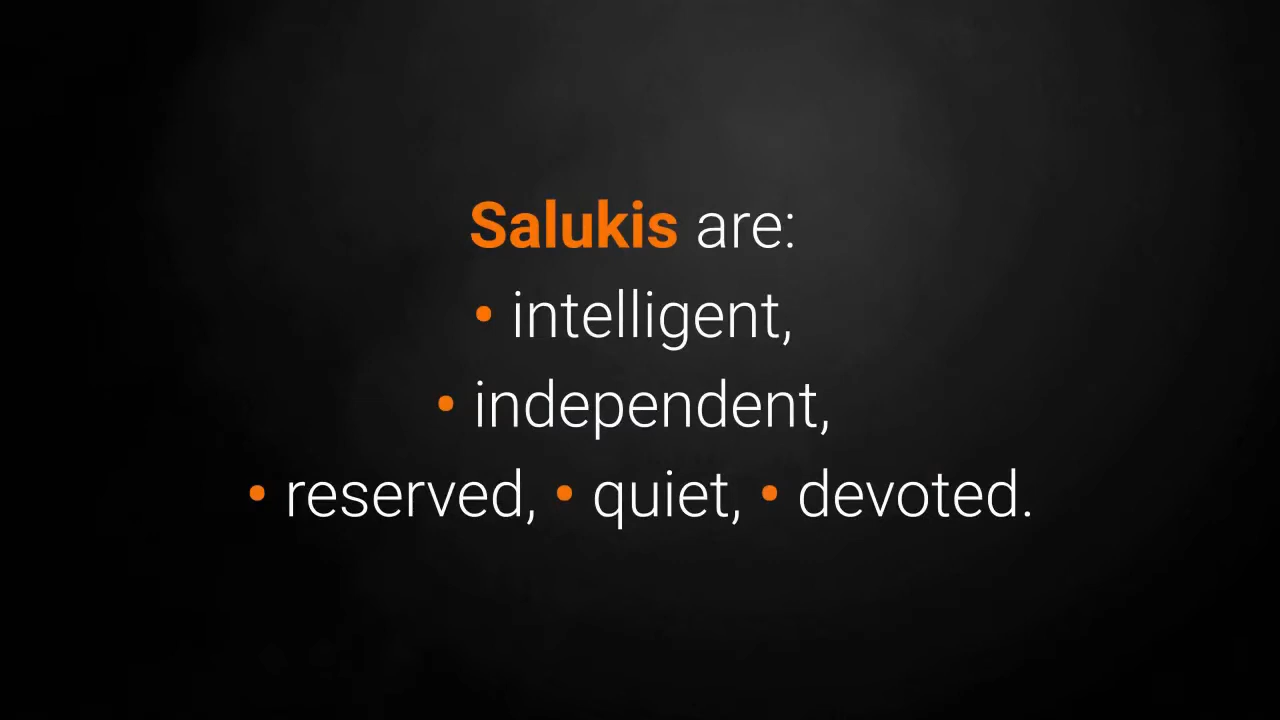 Salukis are:
• intelligent,
• independent,
• reserved, • quiet, • devoted.